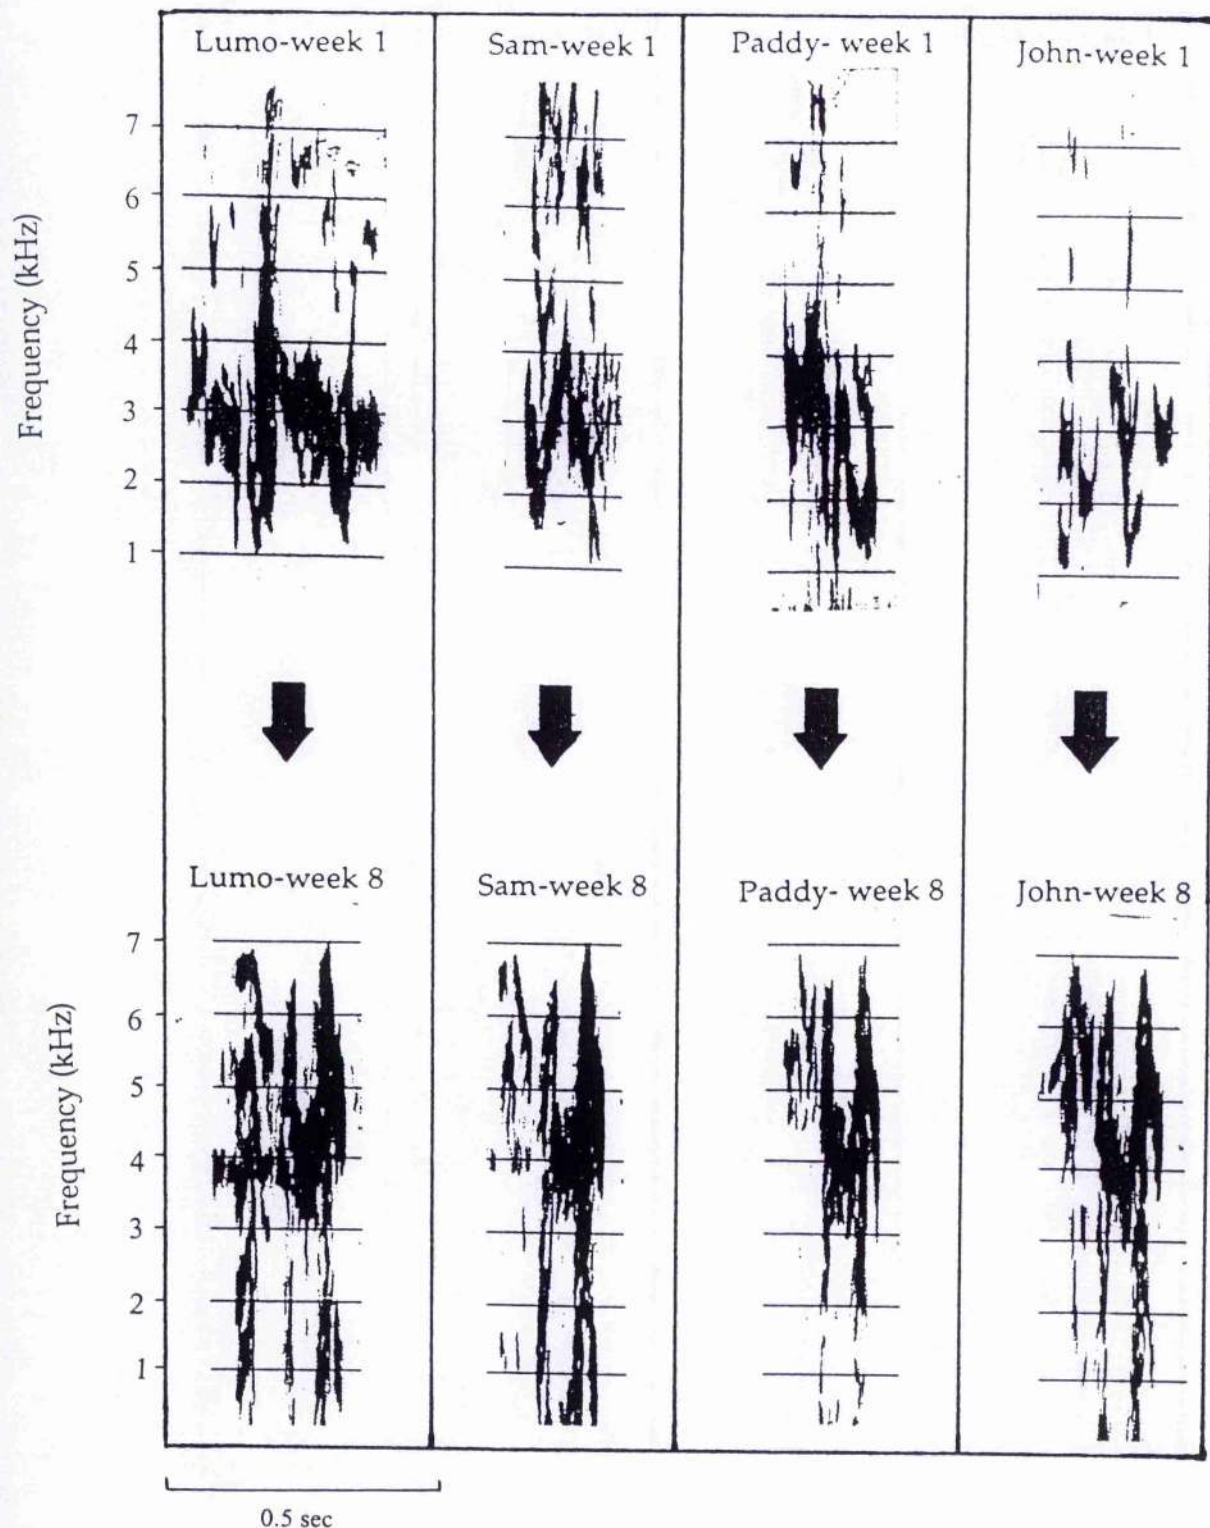 Lumo-week 1
Sam-week 1
Paddy- week 1
John-week 1
Frequency (kHz)
7
6
5
4
3
2
1
Lumo-week 8
Sam-week 8
Paddy- week 8
John-week 8
Frequency (kHz)
7
6
5
4
3
2
1
0.5 sec